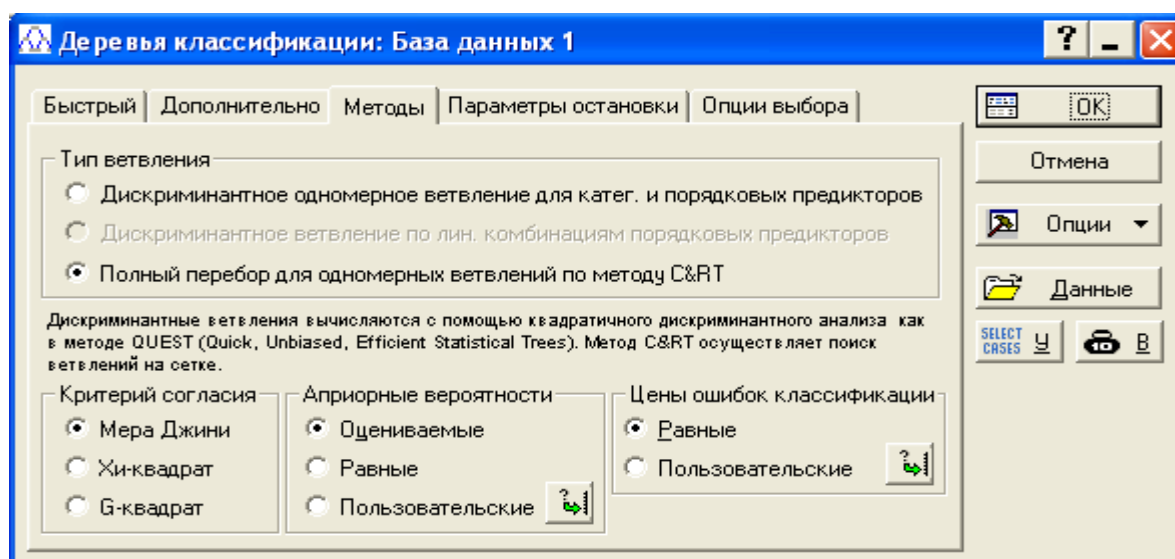 Деревья классификации: База данных 1
Быстрый Дополнительно Методы Параметры остановки Опции выбора
OK
Отмена
Опции
Данные
SELECT CASES У
В
Тип ветвления
Дискриминантное одномерное ветвление для катег. и порядковых предикторов
Дискриминантное ветвление по лин. комбинациям порядковых предикторов
Полный перебор для одномерных ветвлений по методу C&RT
Дискриминантные ветвления вычисляются с помощью квадратичного дискриминантного анализа как
в методе QUEST (Quick, Unbiased, Efficient Statistical Trees). Метод C&RT осуществляет поиск
ветвлений на сетке.
Критерий согласия
Мера Джини
Хи-квадрат
G-квадрат
Априорные вероятности
Оцениваемые
Равные
Пользовательские
Цены ошибок классификации
Равные
Пользовательские